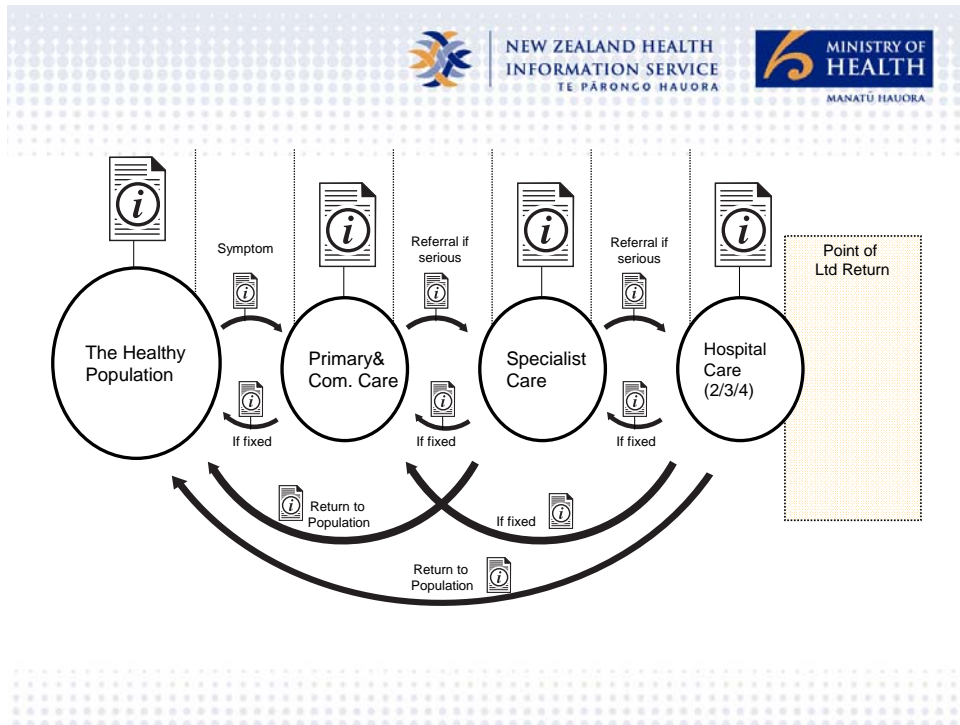 NEW ZEALAND HEALTH
INFORMATION SERVICE
TE PĀRONGO HAUORA
MINISTRY OF
HEALTH
MANATŪ HAUORA
i
i
i
i
Symptom
Referral if
serious
Referral if
serious
Point of
Ltd Return
i
i
i
The Healthy
Population
Primary&
Com. Care
Specialist
Care
Hospital
Care
(2/3/4)
i
i
i
If fixed
If fixed
If fixed
i
Return to
Population
If fixed
i
Return to
Population
i